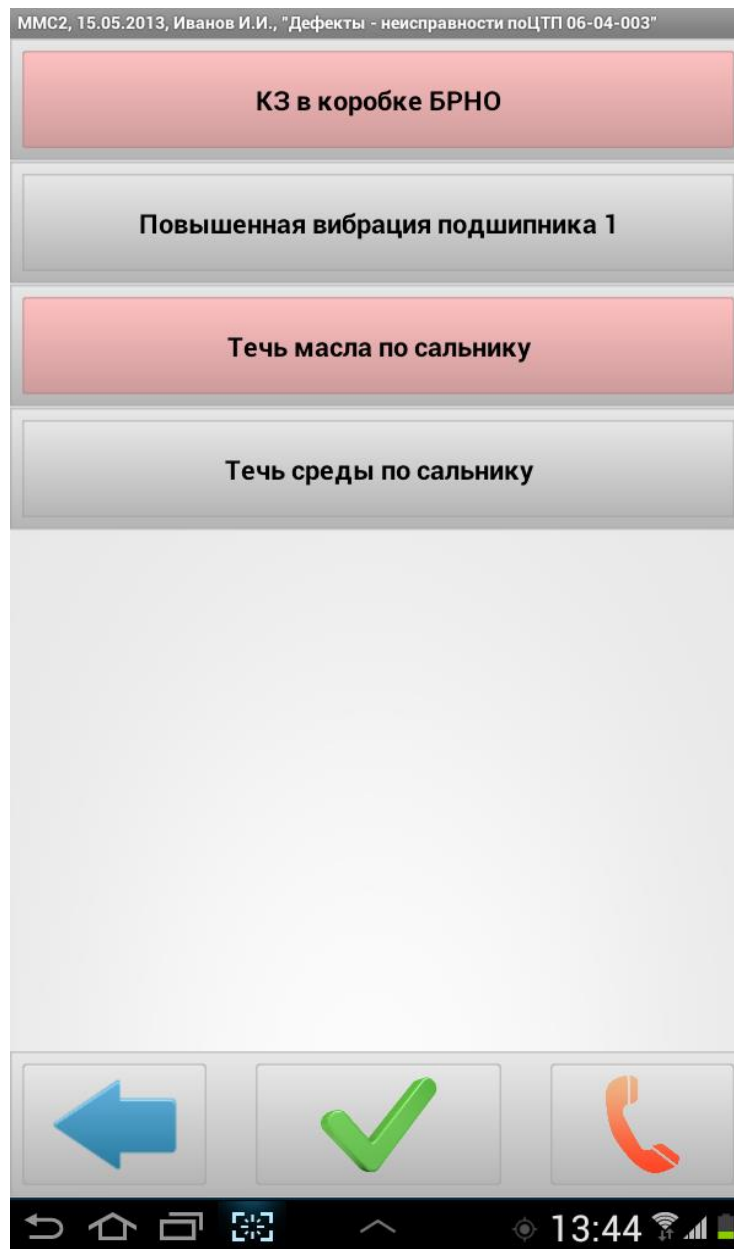 ММС2, 15.05.2013, Иванов И.И., "Дефекты - неисправности поЦТП 06-04-003"
КЗ в коробке БРНО
Повышенная вибрация подшипника 1
Течь масла по сальнику
Течь среды по сальнику
13:44